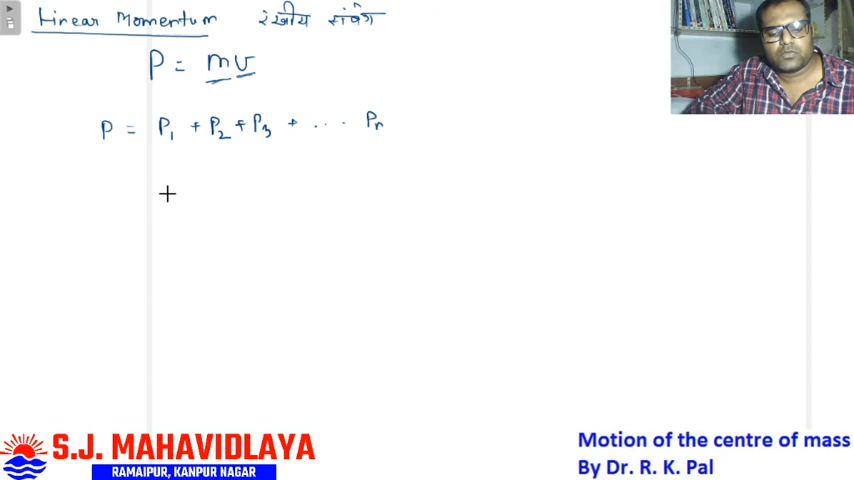 Linear Momentum रेखीय संवेग
P = mv
P = P₁ + P₂ + P₃ + ... Pn
S.J. MAHAVIDLAYA
RAMAIPUR, KANPUR NAGAR
Motion of the centre of mass
By Dr. R. K. Pal